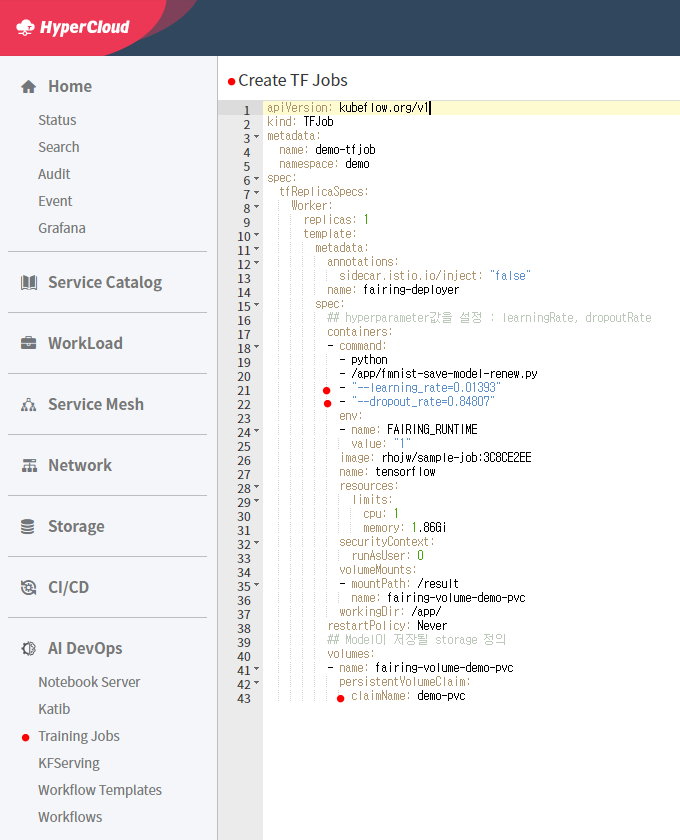 HyperCloud
Home
Status
Search
Audit
Event
Grafana
Service Catalog
WorkLoad
Service Mesh
Network
Storage
CI/CD
AI DevOps
Notebook Server
Katib
Training Jobs
KFServing
Workflow Templates
Workflows
Create TF Jobs
1 apiVersion: kubeflow.org/v1
2 kind: TFJob
3 metadata:
4 name: demo-tfjob
5 namespace: demo
6 spec:
7 tfReplicaSpecs:
8 Worker:
9 replicas: 1
10 template:
11 metadata:
12 annotations:
13 sidecar.istio.io/inject: "false"
14 name: fairing-deployer
15 spec:
16 ## hyperparameter값을 설정 : learningRate, dropoutRate
17 containers:
18 - command:
19 - python
20 - /app/fmnist-save-model-renew.py
21 - "--learning_rate=0.01393"
22 - "--dropout_rate=0.84807"
23 env:
24 - name: FAIRING_RUNTIME
25 value: "1"
26 image: rhojw/sample-job:3C8CE2EE
27 name: tensorflow
28 resources:
29 limits:
30 cpu: 1
31 memory: 1.86Gi
32 securityContext:
33 runAsUser: 0
34 volumeMounts:
35 - mountPath: /result
36 name: fairing-volume-demo-pvc
37 workingDir: /app/
38 restartPolicy: Never
39 ## Model이 저장될 storage 정의
40 volumes:
41 - name: fairing-volume-demo-pvc
42 persistentVolumeClaim:
43 claimName: demo-pvc